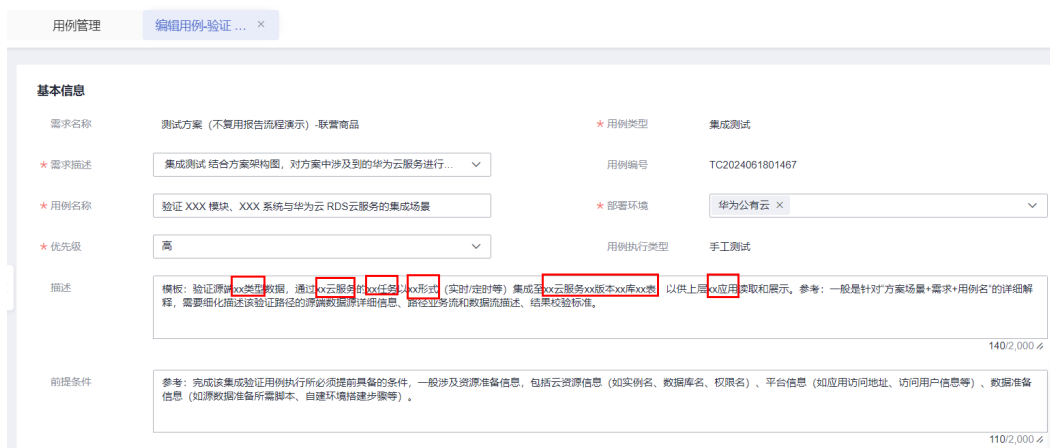 用例管理 编辑用例-验证 ... ×
基本信息
需求名称 测试方案（不复用报告流程演示）-联营商品 * 用例类型 集成测试
* 需求描述 集成测试 结合方案架构图，对方案中涉及到的华为云服务进行... 用例编号 TC2024061801467
* 用例名称 验证 XXX 模块、XXX 系统与华为云 RDS云服务的集成场景 * 部署环境 华为公有云 ×
* 优先级 高 用例执行类型 手工测试
描述 模板：验证源端xx类型数据，通过xx云服务的xx任务以xx形式（实时/定时等）集成至xx云服务xx版本xx库xx表，以供上层xx应用读取和展示。参考：一般是针对“方案场景+需求+用例名”的详细解
释，需要细化描述该验证路径的源端数据源详细信息、路径业务流和数据流描述、结果校验标准。
140/2,000
前提条件 参考：完成该集成验证用例执行所必须提前具备的条件，一般涉及资源准备信息，包括云资源信息（如实例名、数据库名、权限名）、平台信息（如应用访问地址、访问用户信息等）、数据准备
信息（如源数据准备所需脚本、自建环境搭建步骤等）。
110/2,000